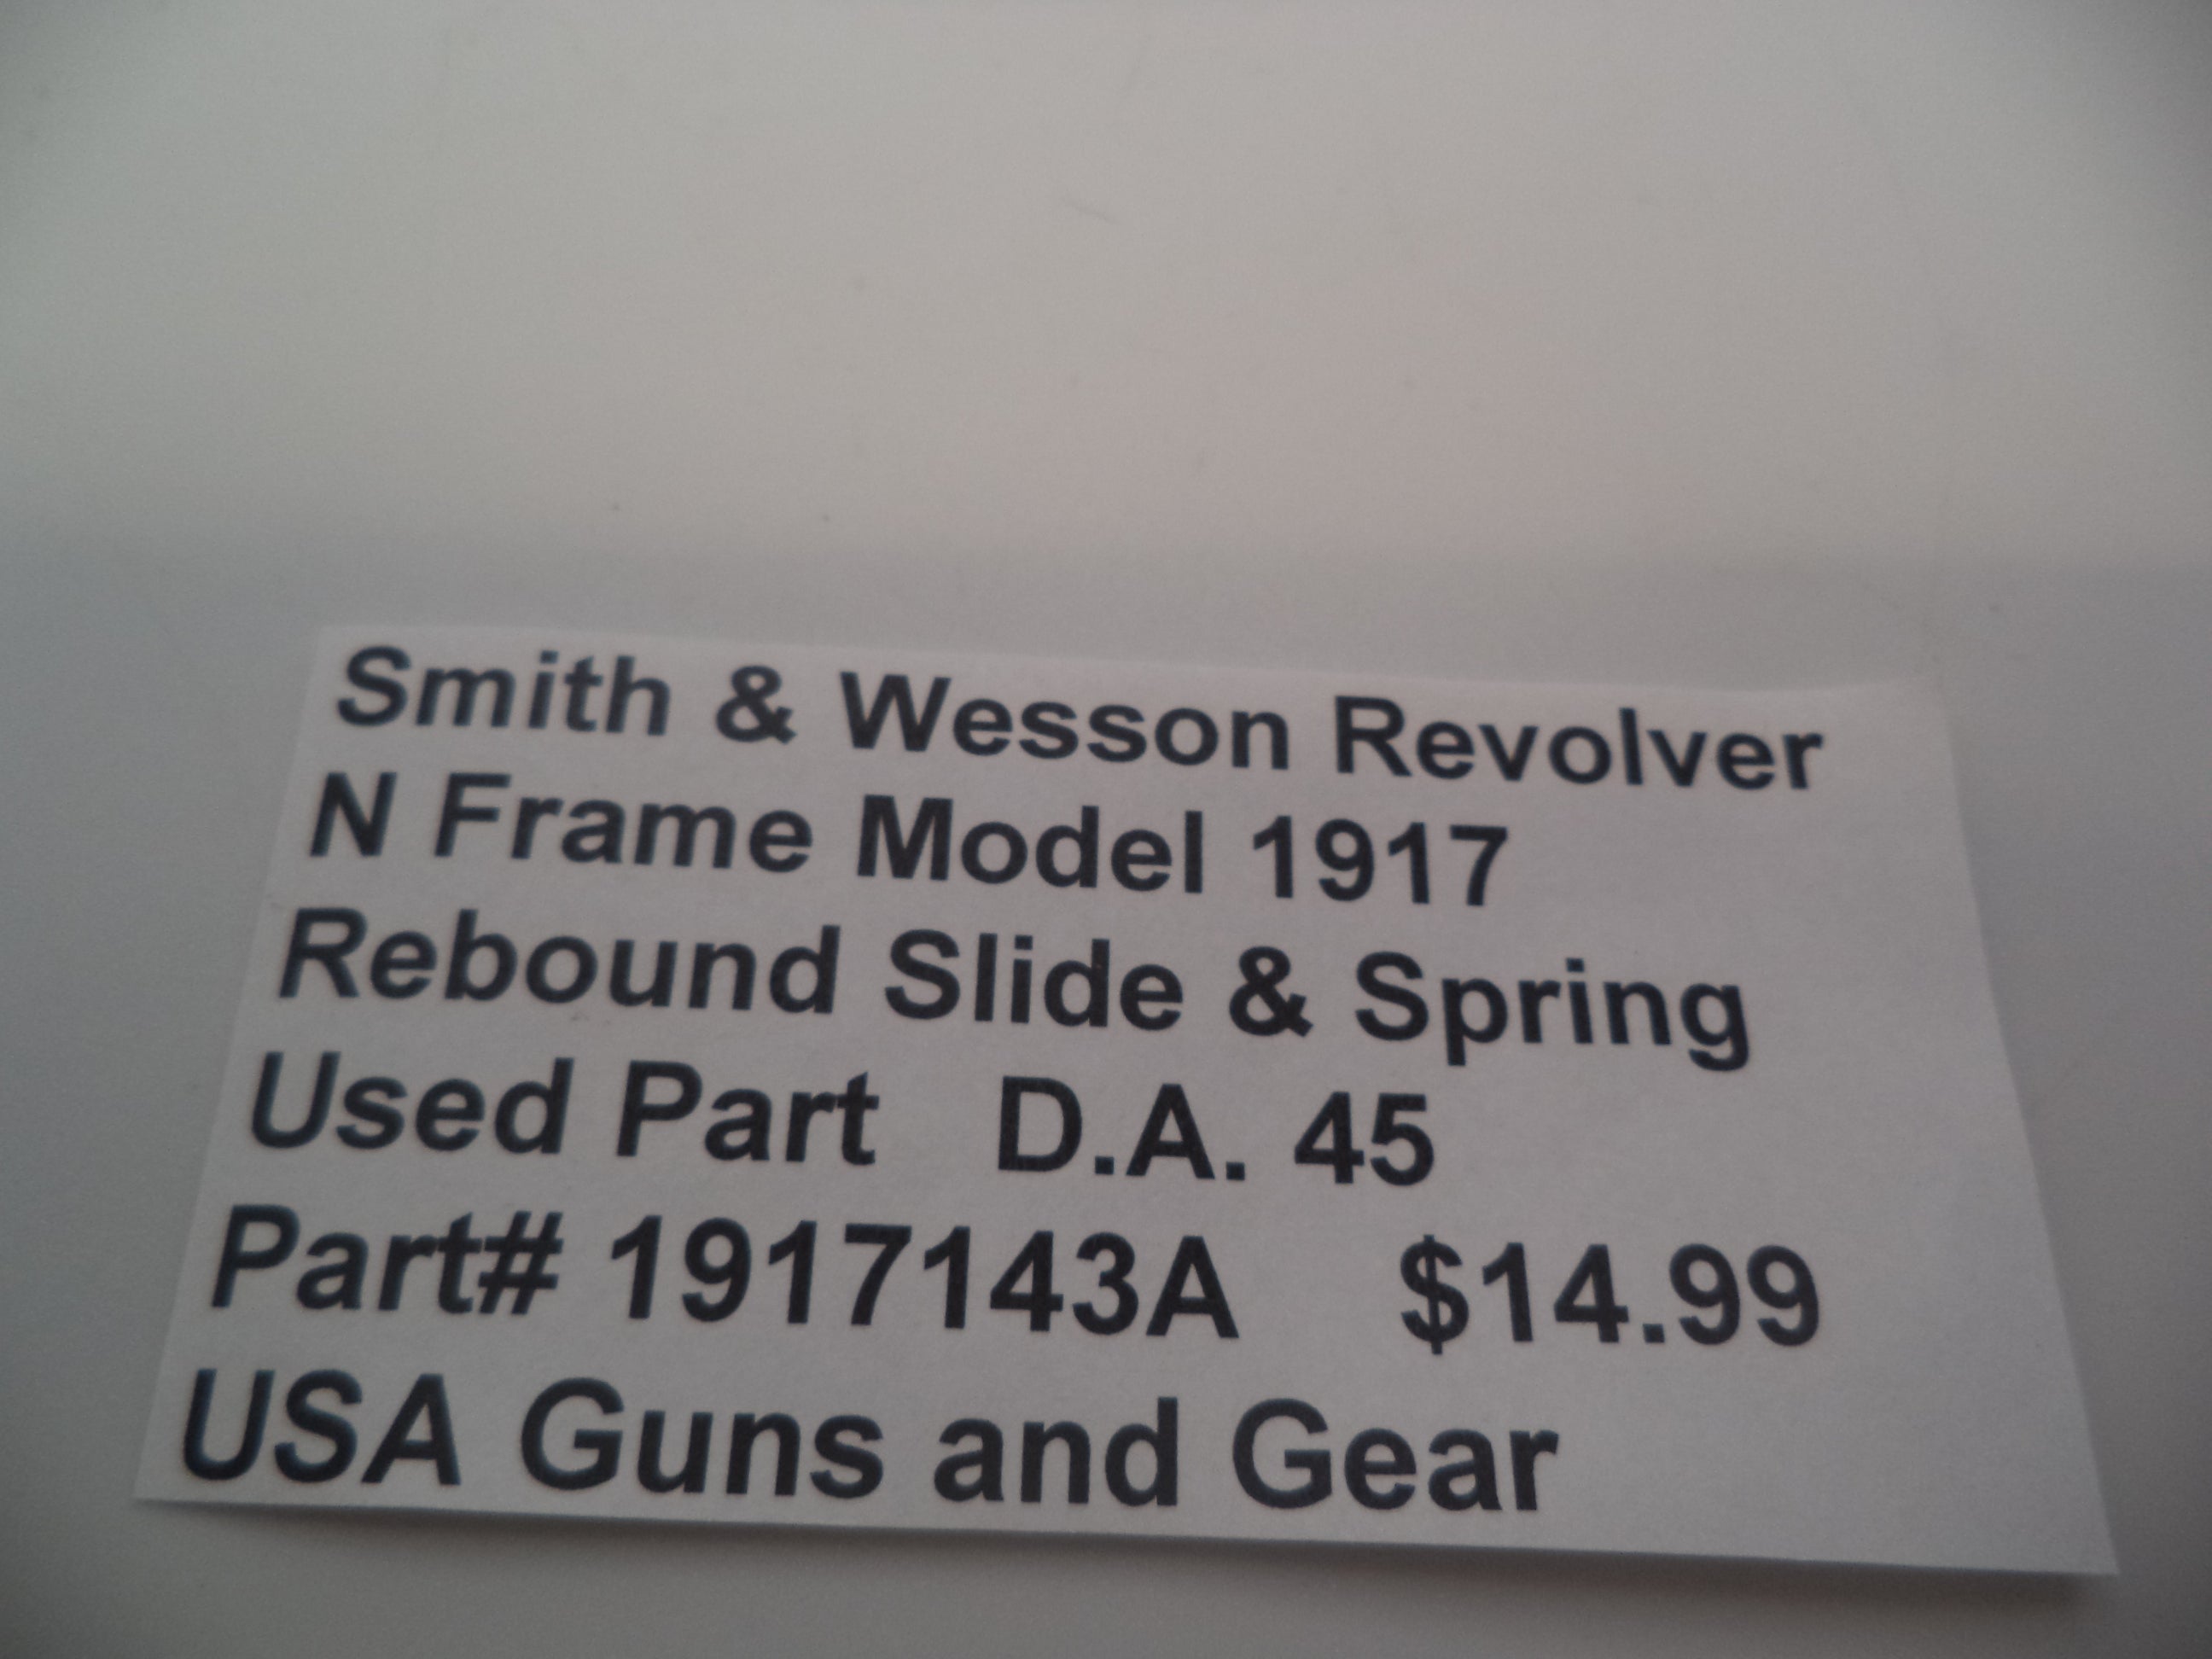 Smith & Wesson Revolver
N Frame Model 1917
Rebound Slide & Spring
Used Part D.A. 45
Part# 1917143A $14.99
USA Guns and Gear